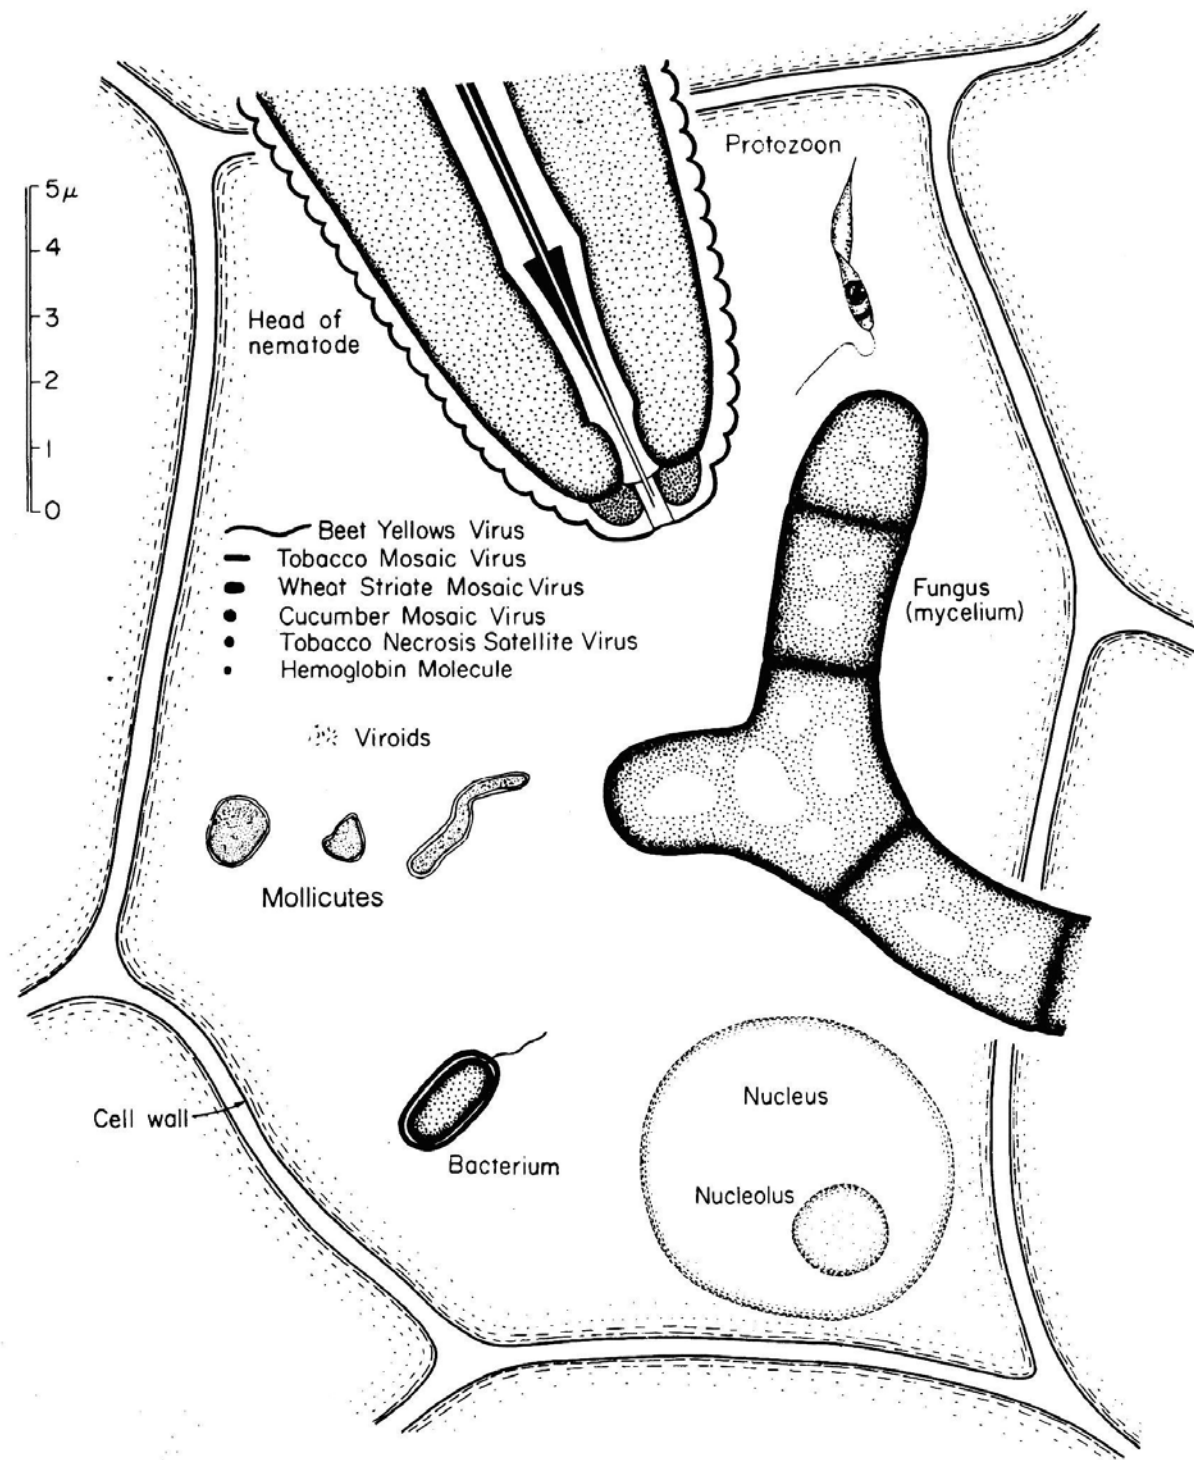 Protozoon
5μ
4
3
2
1
0
Head of
nematode
Beet Yellows Virus
Tobacco Mosaic Virus
Wheat Striate Mosaic Virus
Cucumber Mosaic Virus
Tobacco Necrosis Satellite Virus
Hemoglobin Molecule
Fungus
(mycelium)
Viroids
Mollicutes
Cell wall
Bacterium
Nucleus
Nucleolus